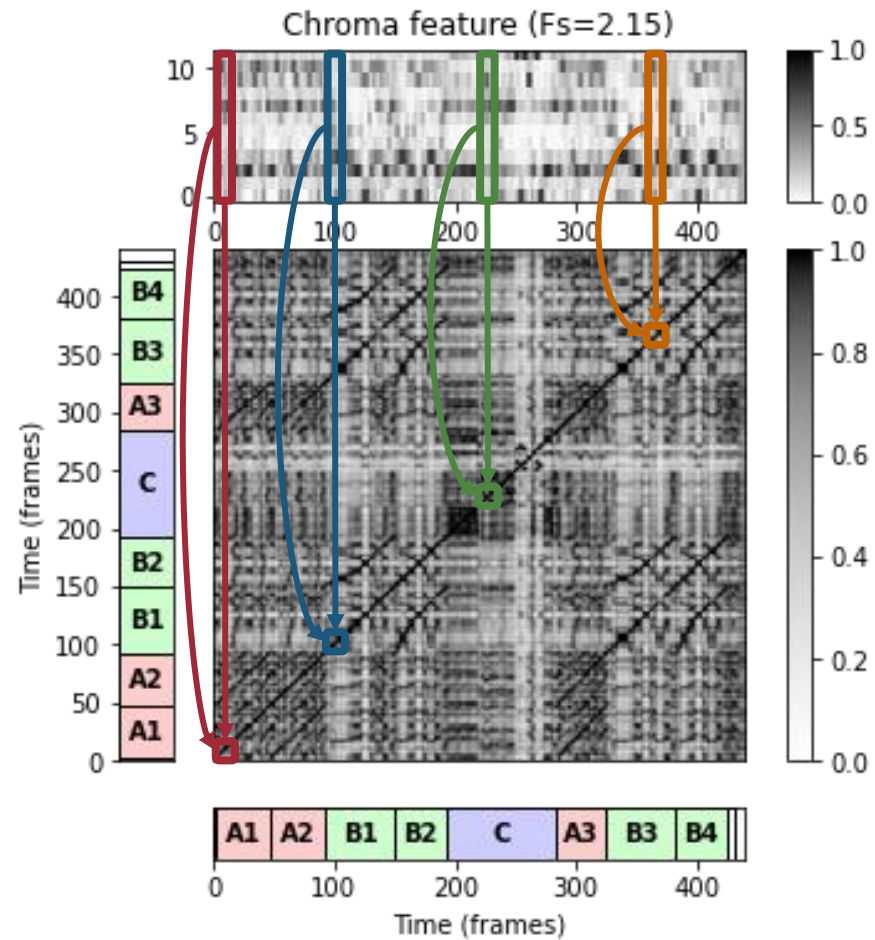 Chroma feature (Fs=2.15)
10
5
0
0 100 200 300 400
1.0
0.5
0.0
B4
B3
A3
C
B2
B1
A2
A1
Time (frames)
400
350
300
250
200
150
100
50
0
1.0
0.8
0.6
0.4
0.2
0.0
A1 A2 B1 B2 C A3 B3 B4
0 100 200 300 400
Time (frames)